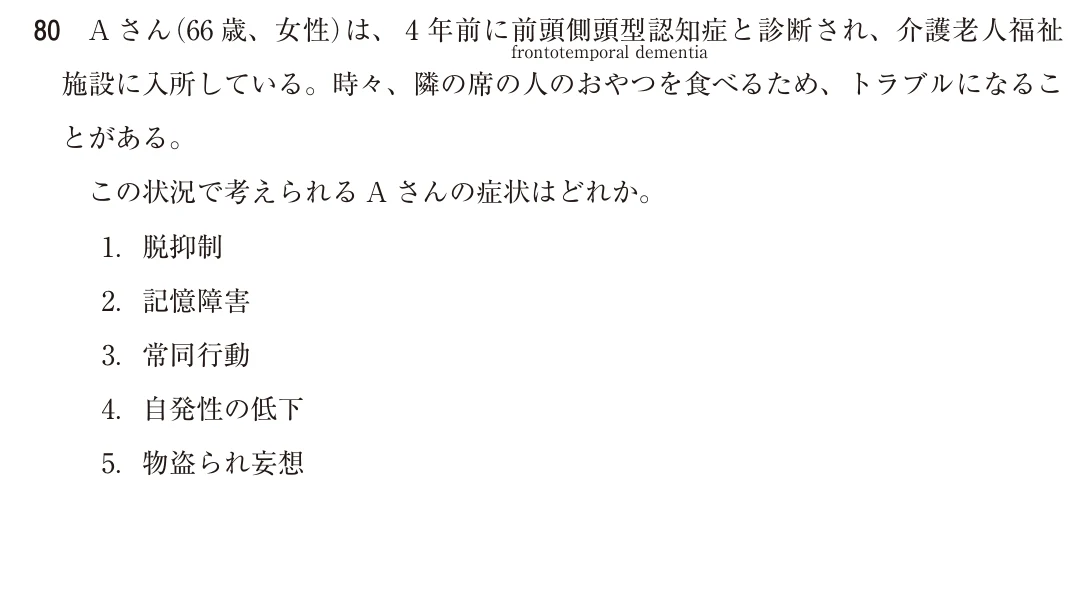 80 Aさん(66歳、女性)は、4年前に前頭側頭型認知症と診断され、介護老人福祉
frontotemporal dementia
施設に入所している。時々、隣の席の人のおやつを食べるため、トラブルになるこ
とがある。
この状況で考えられるAさんの症状はどれか。
1. 脱抑制
2. 記憶障害
3. 常同行動
4. 自発性の低下
5. 物盗られ妄想